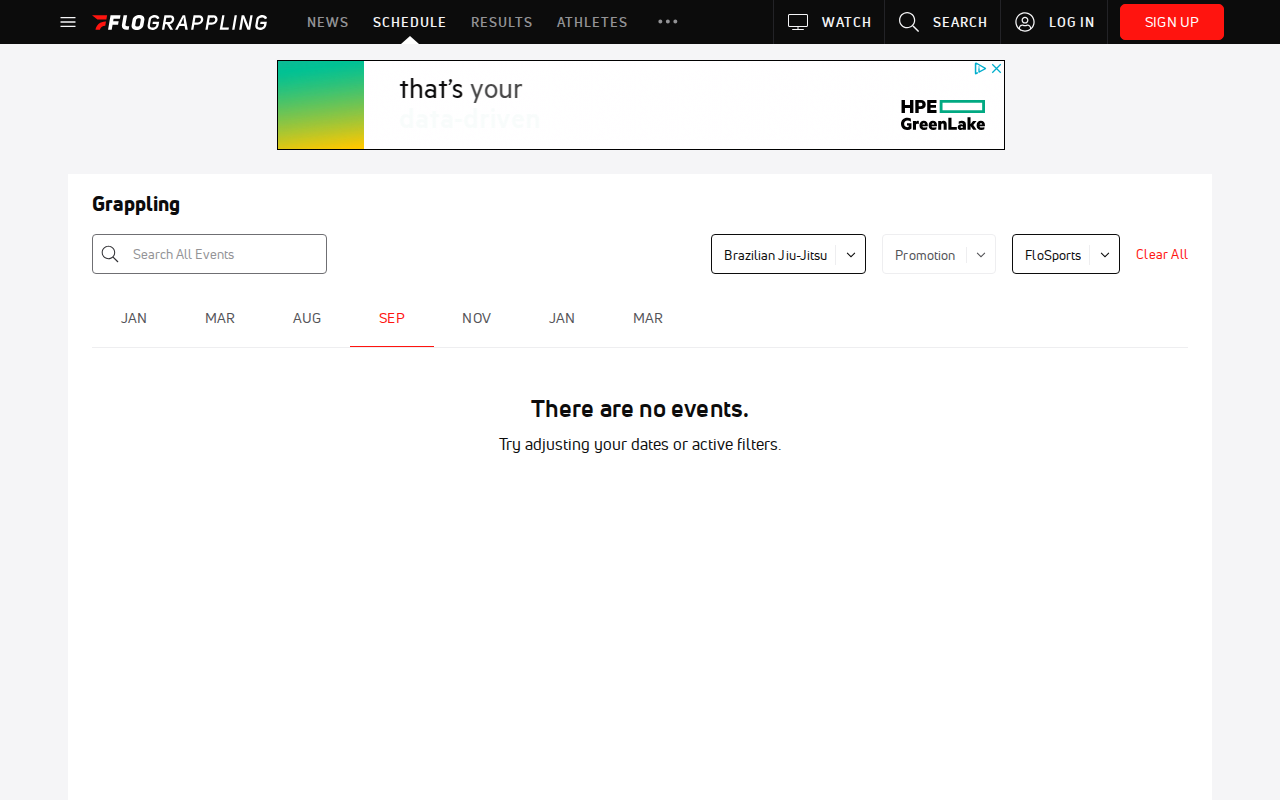 FLOGRAPPLING NEWS SCHEDULE RESULTS ATHLETES WATCH SEARCH LOG IN SIGN UP
that's your
data-driven
HPE
GreenLake
Grappling
Search All Events Brazilian Jiu-Jitsu Promotion FloSports Clear All
JAN MAR AUG SEP NOV JAN MAR
There are no events.
Try adjusting your dates or active filters.